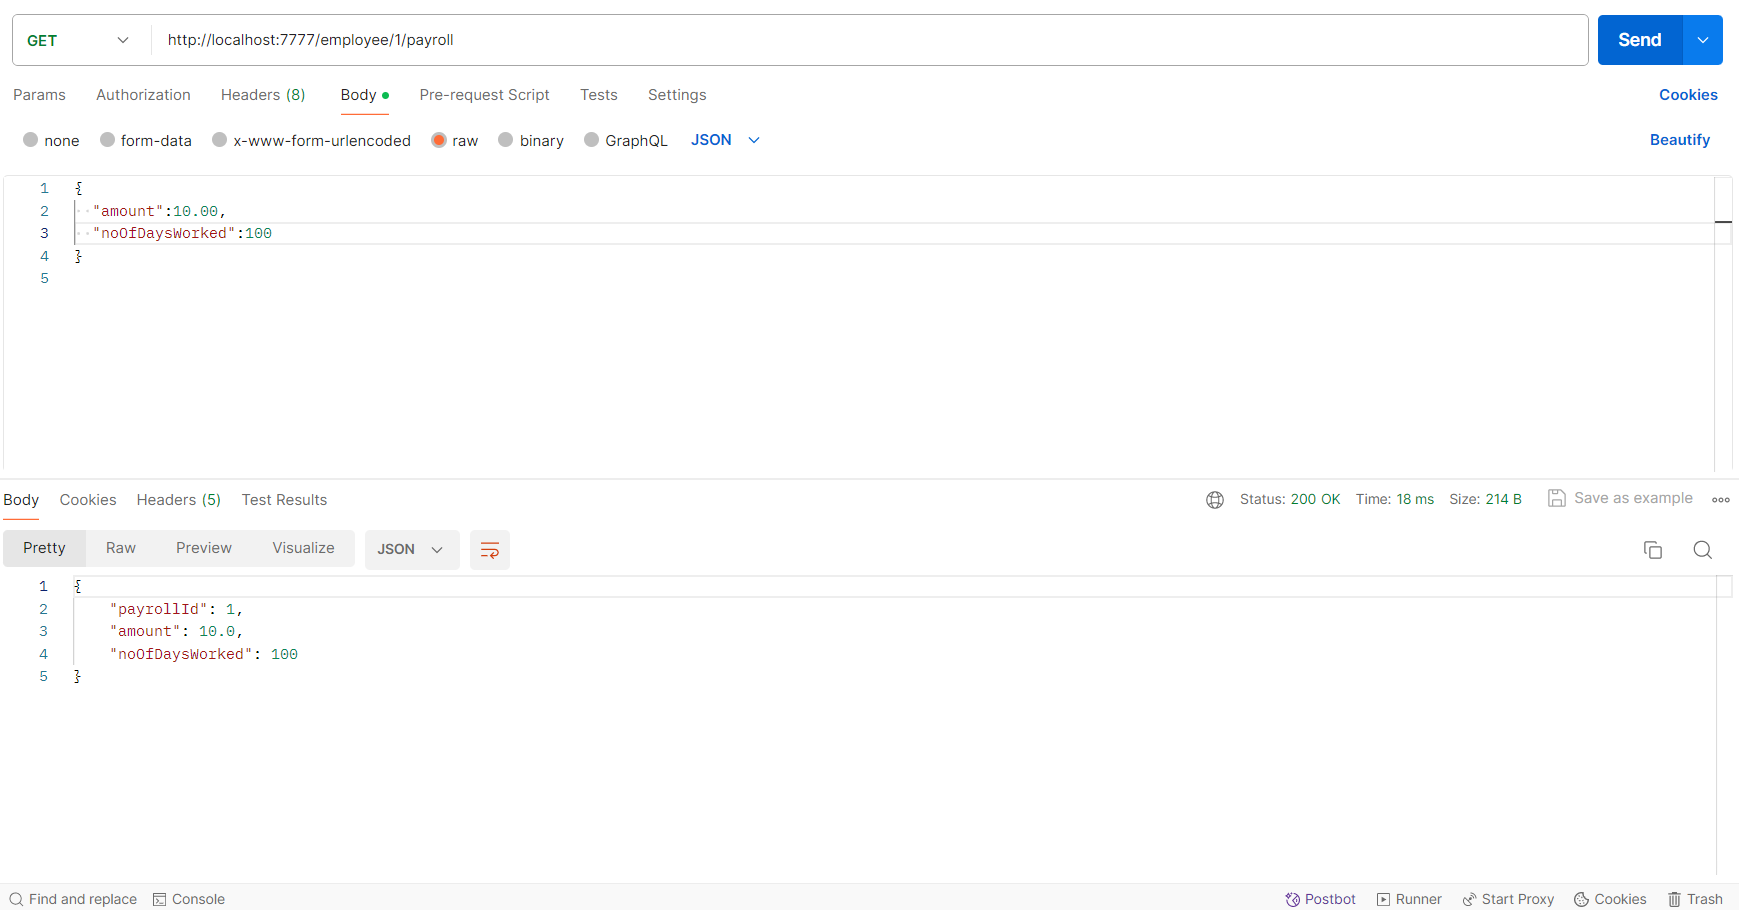 GET http://localhost:7777/employee/1/payroll Send
Params Authorization Headers (8) Body Pre-request Script Tests Settings Cookies
none form-data x-www-form-urlencoded raw binary GraphQL JSON Beautify
1 {
2 "amount":10.00,
3 "noOfDaysWorked":100
4 }
5
Body Cookies Headers (5) Test Results Status: 200 OK Time: 18 ms Size: 214 B Save as example
Pretty Raw Preview Visualize JSON
1 {
2 "payrollId": 1,
3 "amount": 10.0,
4 "noOfDaysWorked": 100
5 }
Find and replace Console Postbot Runner Start Proxy Cookies Trash